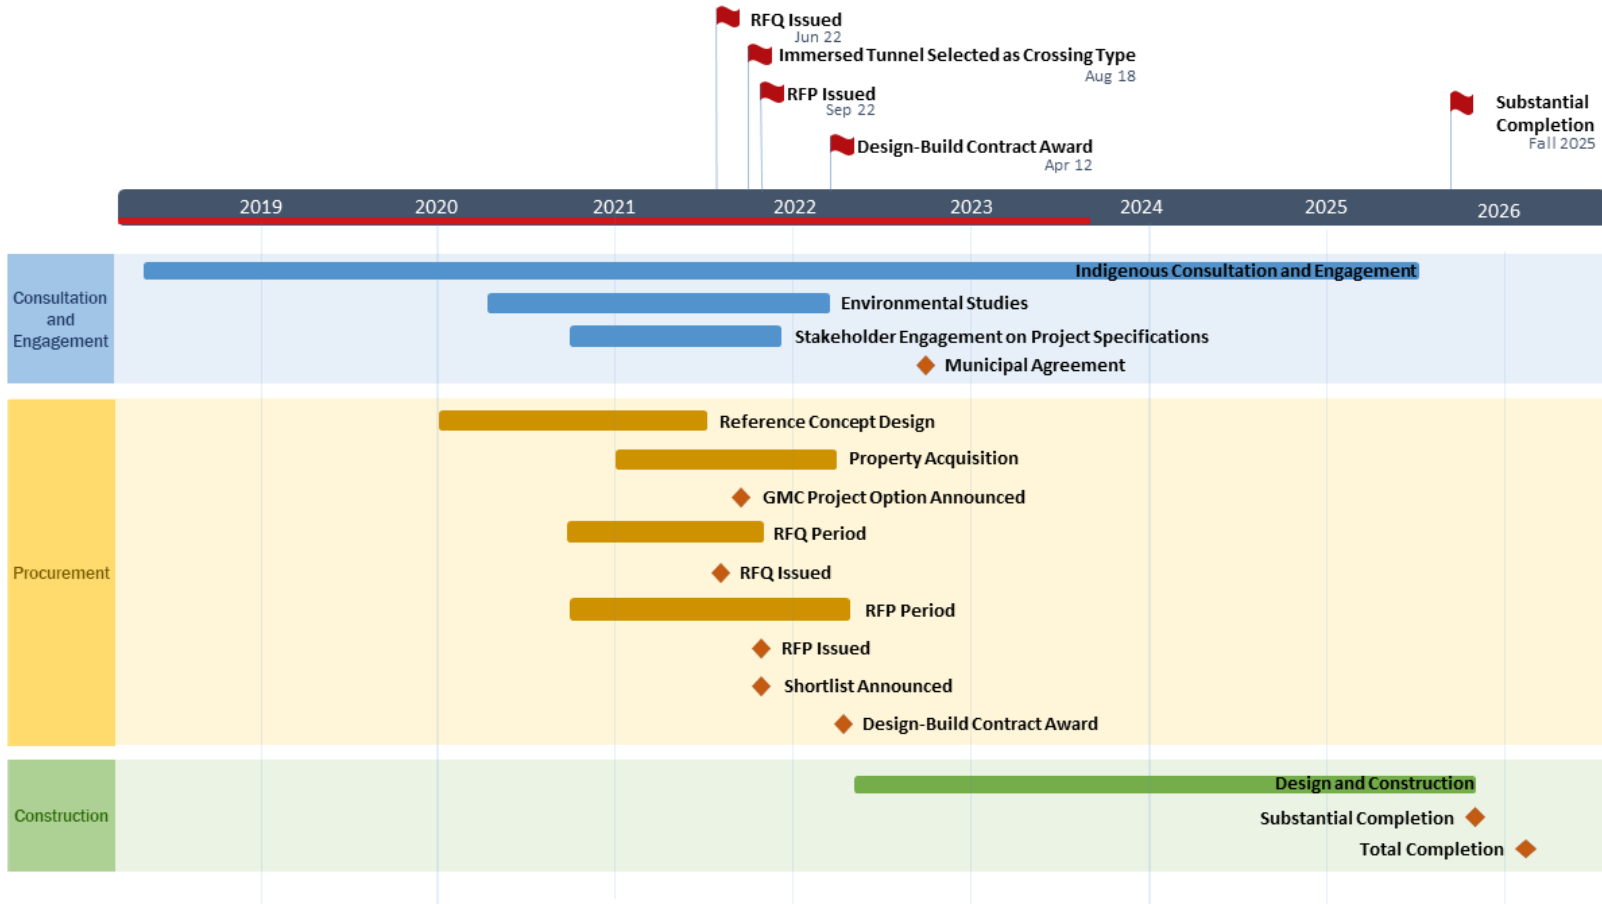 RFQ Issued
Jun 22
Immersed Tunnel Selected as Crossing Type
Aug 18
RFP Issued
Sep 22
Design-Build Contract Award
Apr 12
Substantial
Completion
Fall 2025
2019 2020 2021 2022 2023 2024 2025 2026
Consultation
and
Engagement
Indigenous Consultation and Engagement
Environmental Studies
Stakeholder Engagement on Project Specifications
Municipal Agreement
Procurement
Reference Concept Design
Property Acquisition
GMC Project Option Announced
RFQ Period
RFQ Issued
RFP Period
RFP Issued
Shortlist Announced
Design-Build Contract Award
Construction
Design and Construction
Substantial Completion
Total Completion